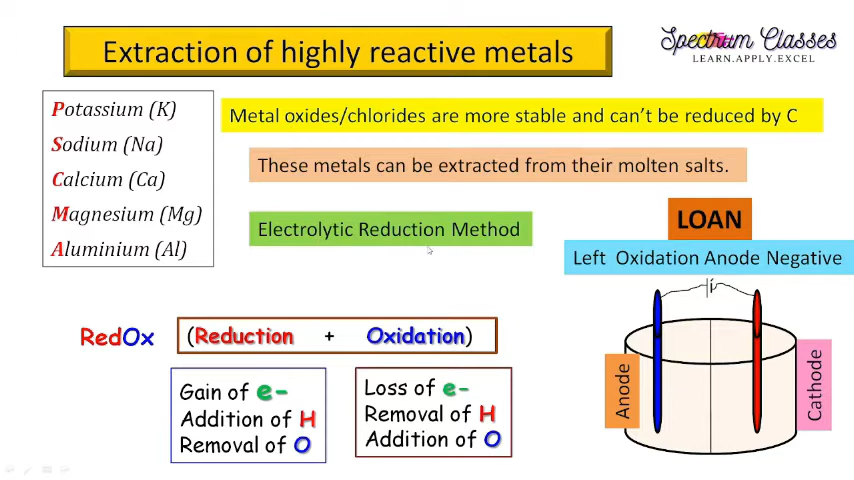 Extraction of highly reactive metals
Spectrum Classes
LEARN.APPLY.EXCEL
Potassium (K)
Sodium (Na)
Calcium (Ca)
Magnesium (Mg)
Aluminium (Al)
Metal oxides/chlorides are more stable and can't be reduced by C
These metals can be extracted from their molten salts.
Electrolytic Reduction Method
LOAN
Left Oxidation Anode Negative
RedOx
(Reduction + Oxidation)
Gain of e-
Addition of H
Removal of O
Loss of e-
Removal of H
Addition of O
Anode
Cathode